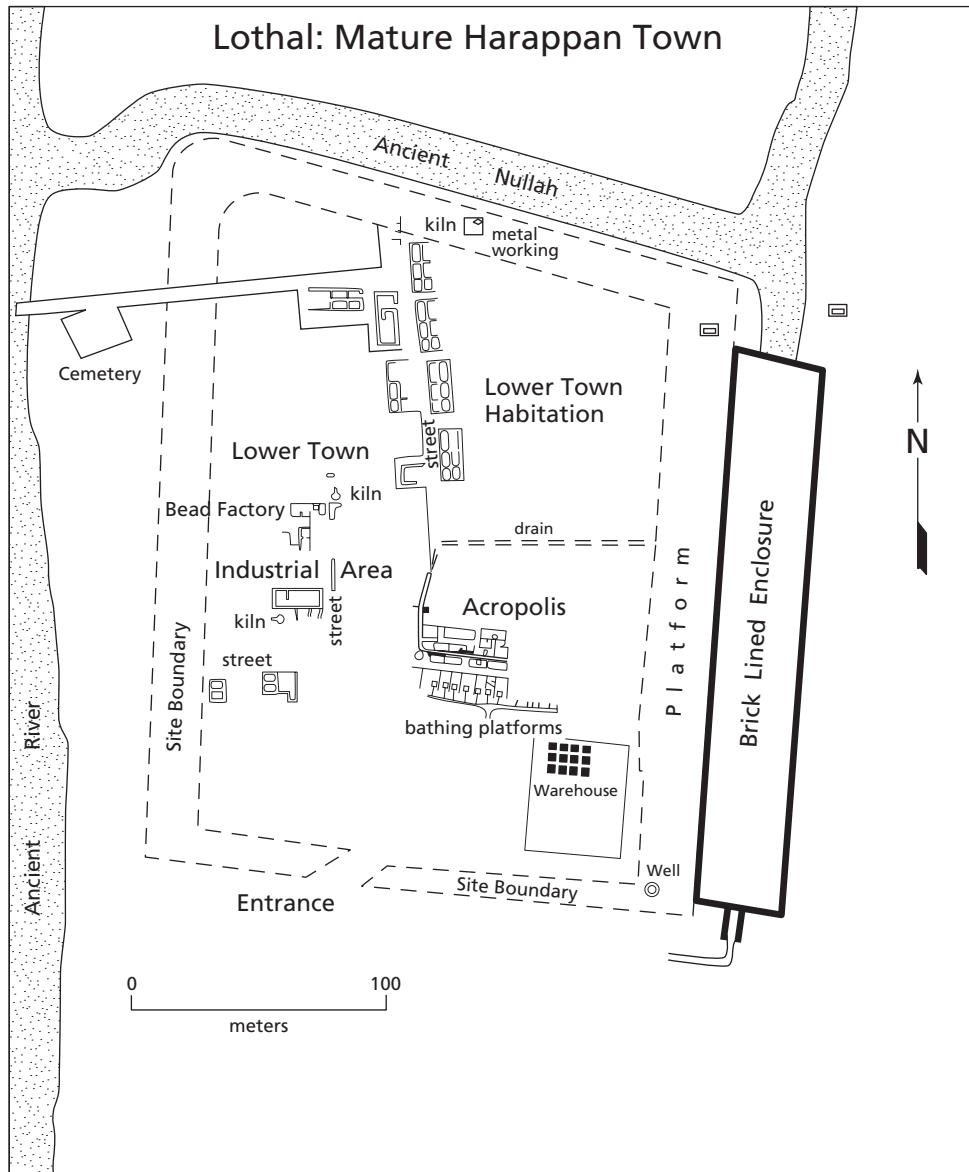 Lothal: Mature Harappan Town
Ancient
Nullah
kiln
metal
working
Cemetery
Lower Town
Habitation
N
street
Lower Town
kiln
Bead Factory
drain
Industrial Area
Platform
Brick Lined Enclosure
street
Acropolis
kiln
street
Site Boundary
bathing platforms
Ancient River
Warehouse
Well
Site Boundary
Entrance
0
100
meters